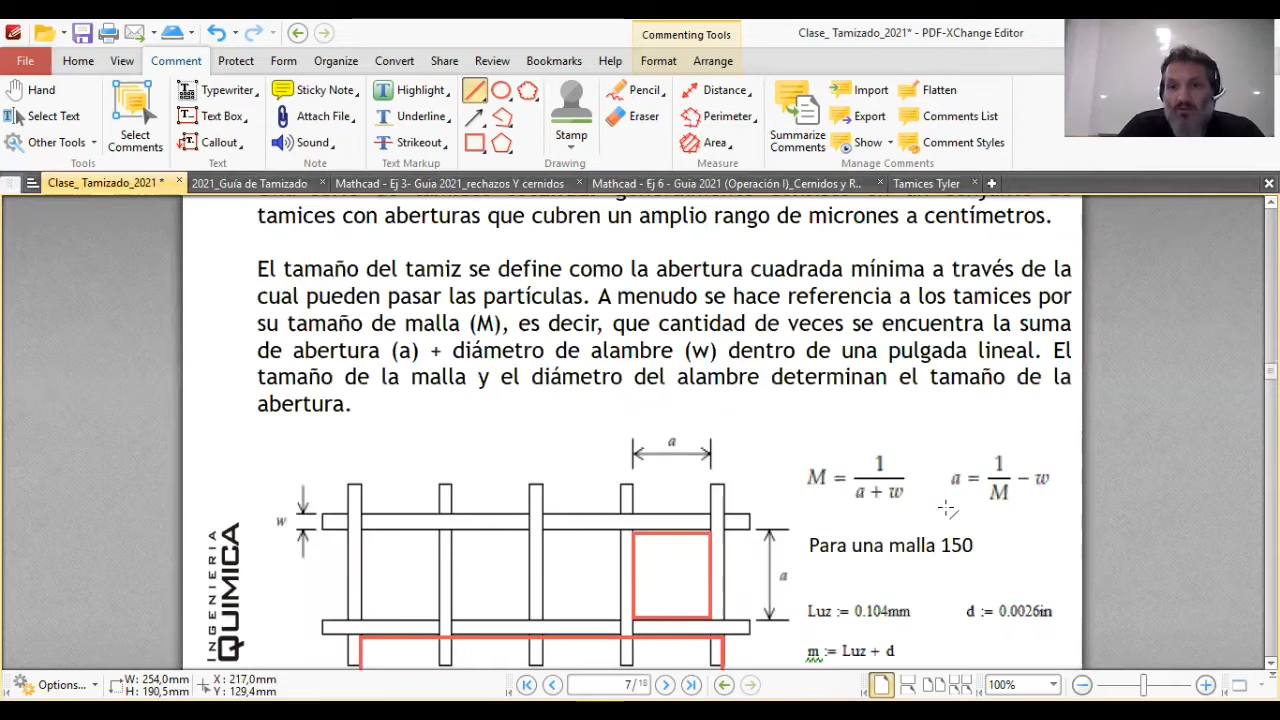 Commenting Tools
Clase_ Tamizado_2021* - PDF-XChange Editor
File Home View Comment Protect Form Organize Convert Share Review Bookmarks Help Format Arrange
Hand
Select Text
Other Tools
Tools
Select Comments
Typewriter
Text Box
Callout
Text
Sticky Note
Attach File
Sound
Note
Highlight
Underline
Strikeout
Text Markup
Drawing
Pencil
Eraser
Stamp
Distance
Perimeter
Area
Measure
Summarize Comments
Import
Export
Show
Flatten
Comments List
Comment Styles
Manage Comments
Clase_ Tamizado_2021 *
2021_Guía de Tamizado
Mathcad - Ej 3- Guia 2021_rechazos Y cernidos
Mathcad - Ej 6 - Guia 2021 (Operación I)_Cernidos y R...
Tamices Tyler
tamices con aberturas que cubren un amplio rango de micrones a centímetros.
El tamaño del tamiz se define como la abertura cuadrada mínima a través de la
cual pueden pasar las partículas. A menudo se hace referencia a los tamices por
su tamaño de malla (M), es decir, que cantidad de veces se encuentra la suma
de abertura (a) + diámetro de alambre (w) dentro de una pulgada lineal. El
tamaño de la malla y el diámetro del alambre determinan el tamaño de la
abertura.
a
w
a
M = 1 / (a + w)
a = 1 / M − w
Para una malla 150
Luz := 0.104mm
d := 0.0026in
m := Luz + d
INGENIERIA
QUIMICA
Options...
W: 254,0mm
H: 190,5mm
X: 217,0mm
Y: 129,4mm
7 / 18
100%